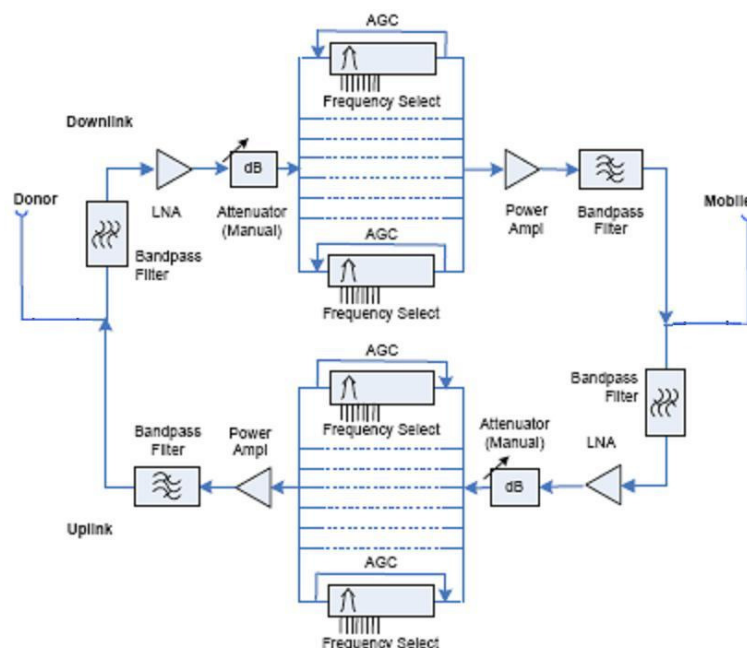 AGC
Frequency Select
Downlink
Donor
LNA
dB
Attenuator
(Manual)
Bandpass
Filter
AGC
Frequency Select
Power
Ampl
Bandpass
Filter
Mobile
AGC
Frequency Select
Bandpass
Filter
Power
Ampl
Attenuator
(Manual)
LNA
dB
Bandpass
Filter
Uplink
AGC
Frequency Select